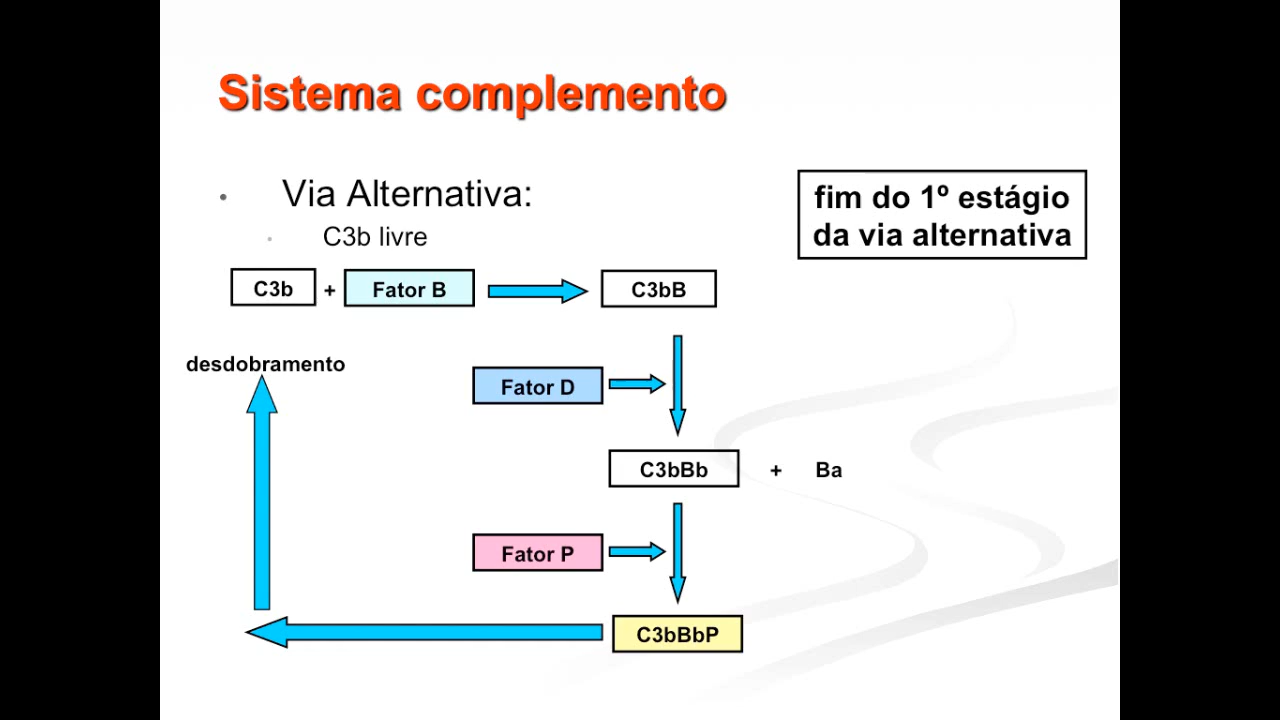 Sistema complemento
• Via Alternativa:
fim do 1º estágio
da via alternativa
• C3b livre
C3b + Fator B C3bB
desdobramento
Fator D
C3bBb + Ba
Fator P
C3bBbP